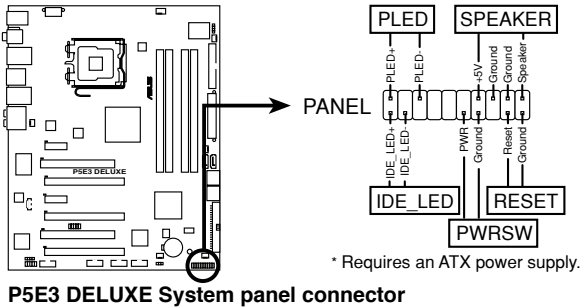 PLED SPEAKER
PLED+
PLED-
+5V
Ground
Ground
Speaker
PANEL
IDE_LED+
IDE_LED-
PWR
Ground
Reset
Ground
IDE_LED RESET
PWRSW
* Requires an ATX power supply.
/ISUS
P5E3 DELUXE
P5E3 DELUXE System panel connector